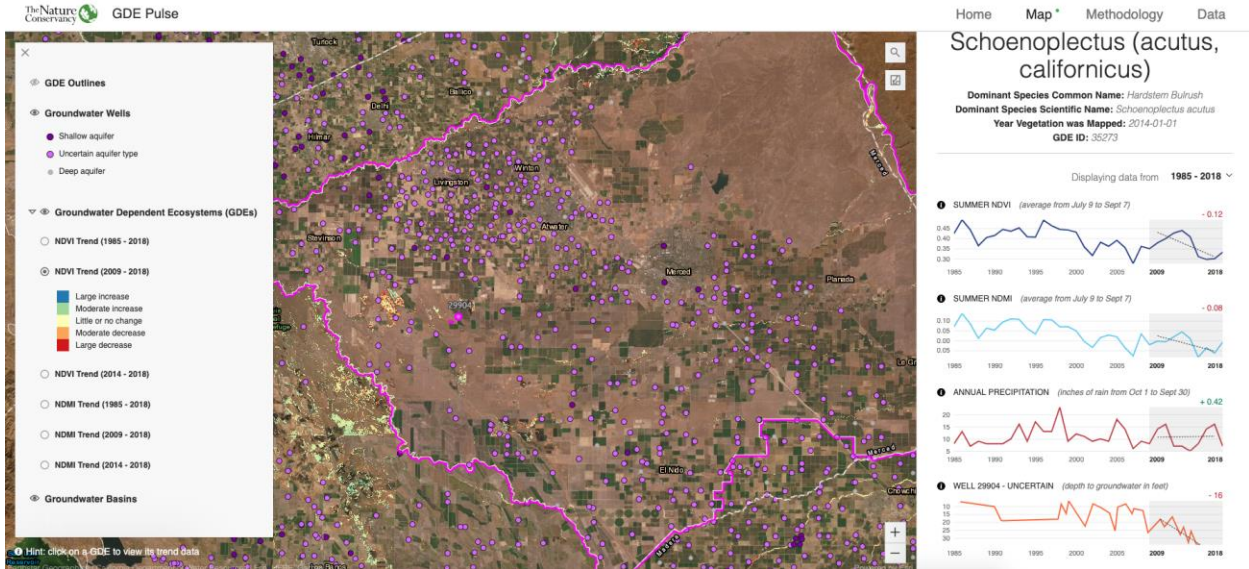 The Nature
Conservancy
GDE Pulse
Home Map Methodology Data
GDE Outlines
Groundwater Wells
Shallow aquifer
Uncertain aquifer type
Deep aquifer
Groundwater Dependent Ecosystems (GDEs)
NDVI Trend (1985 - 2018)
NDVI Trend (2009 - 2018)
Large increase
Moderate increase
Little or no change
Moderate decrease
Large decrease
NDVI Trend (2014 - 2018)
NDMI Trend (1985 - 2018)
NDMI Trend (2009 - 2018)
NDMI Trend (2014 - 2018)
Groundwater Basins
Hint: click on a GDE to view its trend data
Turlock
Ballico
Delhi
Hilmar
Merced
Winton
Livingston
Stevinson
Atwater
Merced
Planada
29904
El Nido
Merced
Madera
Schoenoplectus (acutus,
californicus)
Dominant Species Common Name: Hardstem Bulrush
Dominant Species Scientific Name: Schoenoplectus acutus
Year Vegetation was Mapped: 2014-01-01
GDE ID: 35273
Displaying data from 1985 - 2018
SUMMER NDVI (average from July 9 to Sept 7)
- 0.12
0.45
0.40
0.35
0.30
1985 1990 1995 2000 2005 2009 2018
SUMMER NDMI (average from July 9 to Sept 7)
- 0.08
0.10
0.05
0.00
0.05
1985 1990 1995 2000 2005 2009 2018
ANNUAL PRECIPITATION (inches of rain from Oct 1 to Sept 30)
+ 0.42
20
15
10
5
1985 1990 1995 2000 2005 2009 2018
WELL 29904 - UNCERTAIN (depth to groundwater in feet)
- 16
10
15
20
25
30
1985 1990 1995 2000 2005 2009 2018